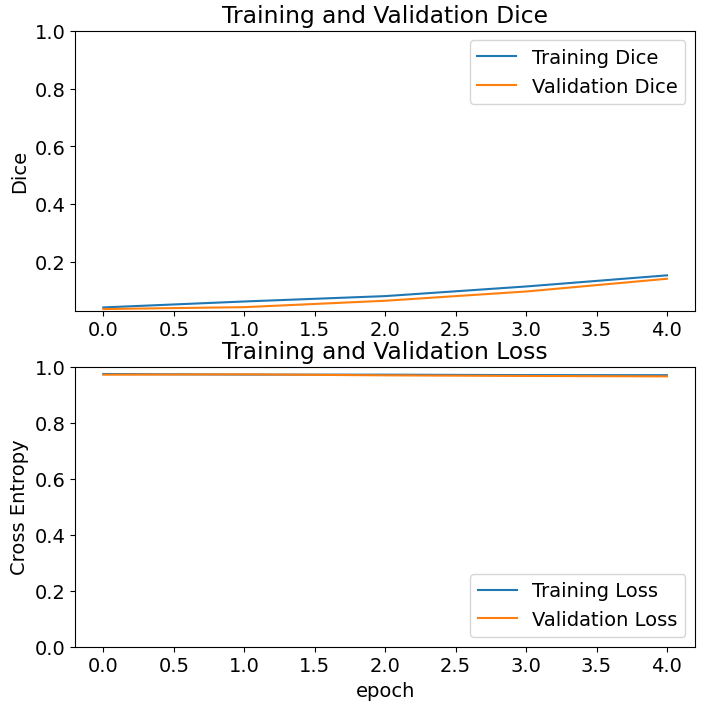 Training and Validation Dice
1.0
0.8
0.6
0.4
0.2
Dice
Training Dice
Validation Dice
0.0 0.5 1.0 1.5 2.0 2.5 3.0 3.5 4.0
Training and Validation Loss
1.0
0.8
0.6
0.4
0.2
0.0
Cross Entropy
Training Loss
Validation Loss
0.0 0.5 1.0 1.5 2.0 2.5 3.0 3.5 4.0
epoch